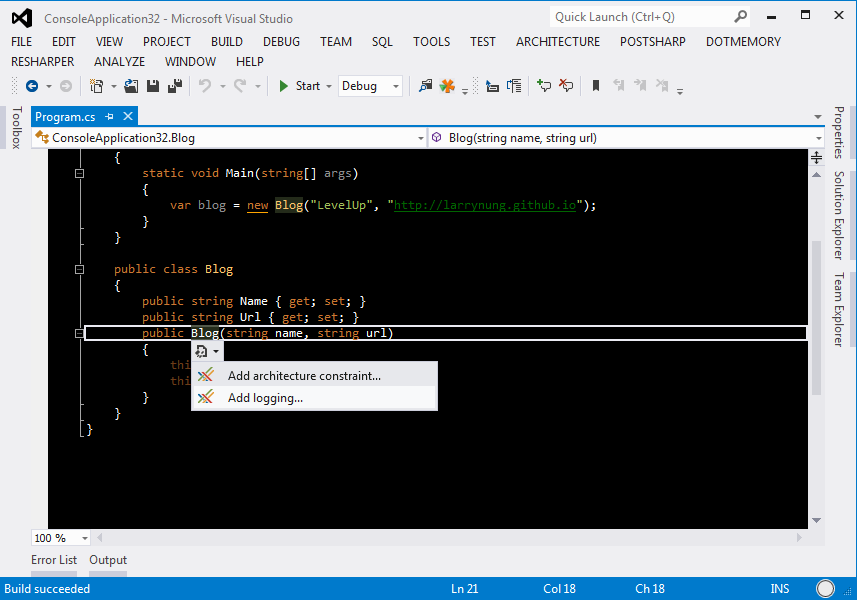 ConsoleApplication32 - Microsoft Visual Studio
Quick Launch (Ctrl+Q)
FILE EDIT VIEW PROJECT BUILD DEBUG TEAM SQL TOOLS TEST ARCHITECTURE POSTSHARP DOTMEMORY
RESHARPER ANALYZE WINDOW HELP
Start Debug
Toolbox
Program.cs
ConsoleApplication32.Blog
Blog(string name, string url)
{
static void Main(string[] args)
{
var blog = new Blog("LevelUp", "http://larrynung.github.io");
}
}
public class Blog
{
public string Name { get; set; }
public string Url { get; set; }
public Blog(string name, string url)
{
thi
thi
}
}
}
Add architecture constraint...
Add logging...
Properties
Solution Explorer
Team Explorer
100 %
Error List Output
Build succeeded Ln 21 Col 18 Ch 18 INS